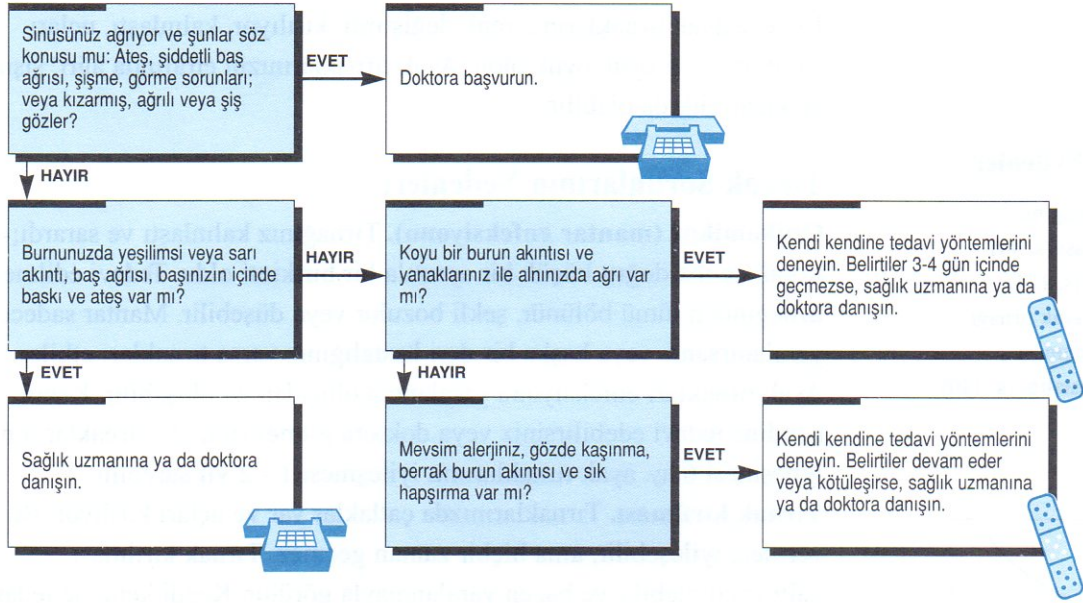 Sinüsünüz ağrıyor ve şunlar söz
konusu mu: Ateş, şiddetli baş
ağrısı, şişme, görme sorunları;
veya kızarmış, ağrılı veya şiş
gözler?
EVET
Doktora başvurun.
HAYIR
Burnunuzda yeşilimsi veya sarı
akıntı, baş ağrısı, başınızın içinde
baskı ve ateş var mı?
HAYIR
Koyu bir burun akıntısı ve
yanaklarınız ile alnınızda ağrı var
mı?
EVET
Kendi kendine tedavi yöntemlerini
deneyin. Belirtiler 3-4 gün içinde
geçmezse, sağlık uzmanına ya da
doktora danışın.
EVET
HAYIR
Sağlık uzmanına ya da doktora
danışın.
Mevsim alerjiniz, gözde kaşınma,
berrak burun akıntısı ve sık
hapşırma var mı?
EVET
Kendi kendine tedavi yöntemlerini
deneyin. Belirtiler devam eder
veya kötüleşirse, sağlık uzmanına
ya da doktora danışın.